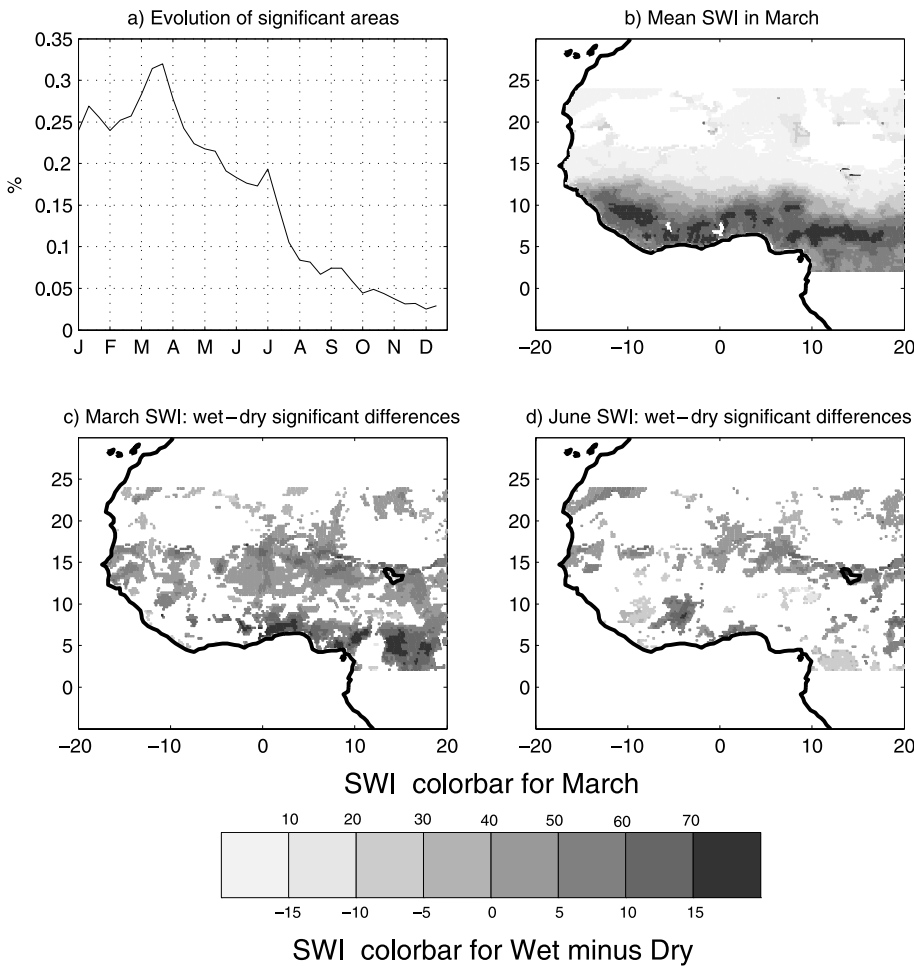 a) Evolution of significant areas
0.35
0.3
0.25
0.2
0.15
0.1
0.05
0
%
J F M A M J J A S O N D
b) Mean SWI in March
25
20
15
10
5
0
−20 −10 0 10 20
c) March SWI: wet−dry significant differences
25
20
15
10
5
0
−20 −10 0 10 20
d) June SWI: wet−dry significant differences
25
20
15
10
5
0
−20 −10 0 10 20
SWI colorbar for March
10 20 30 40 50 60 70
−15 −10 −5 0 5 10 15
SWI colorbar for Wet minus Dry